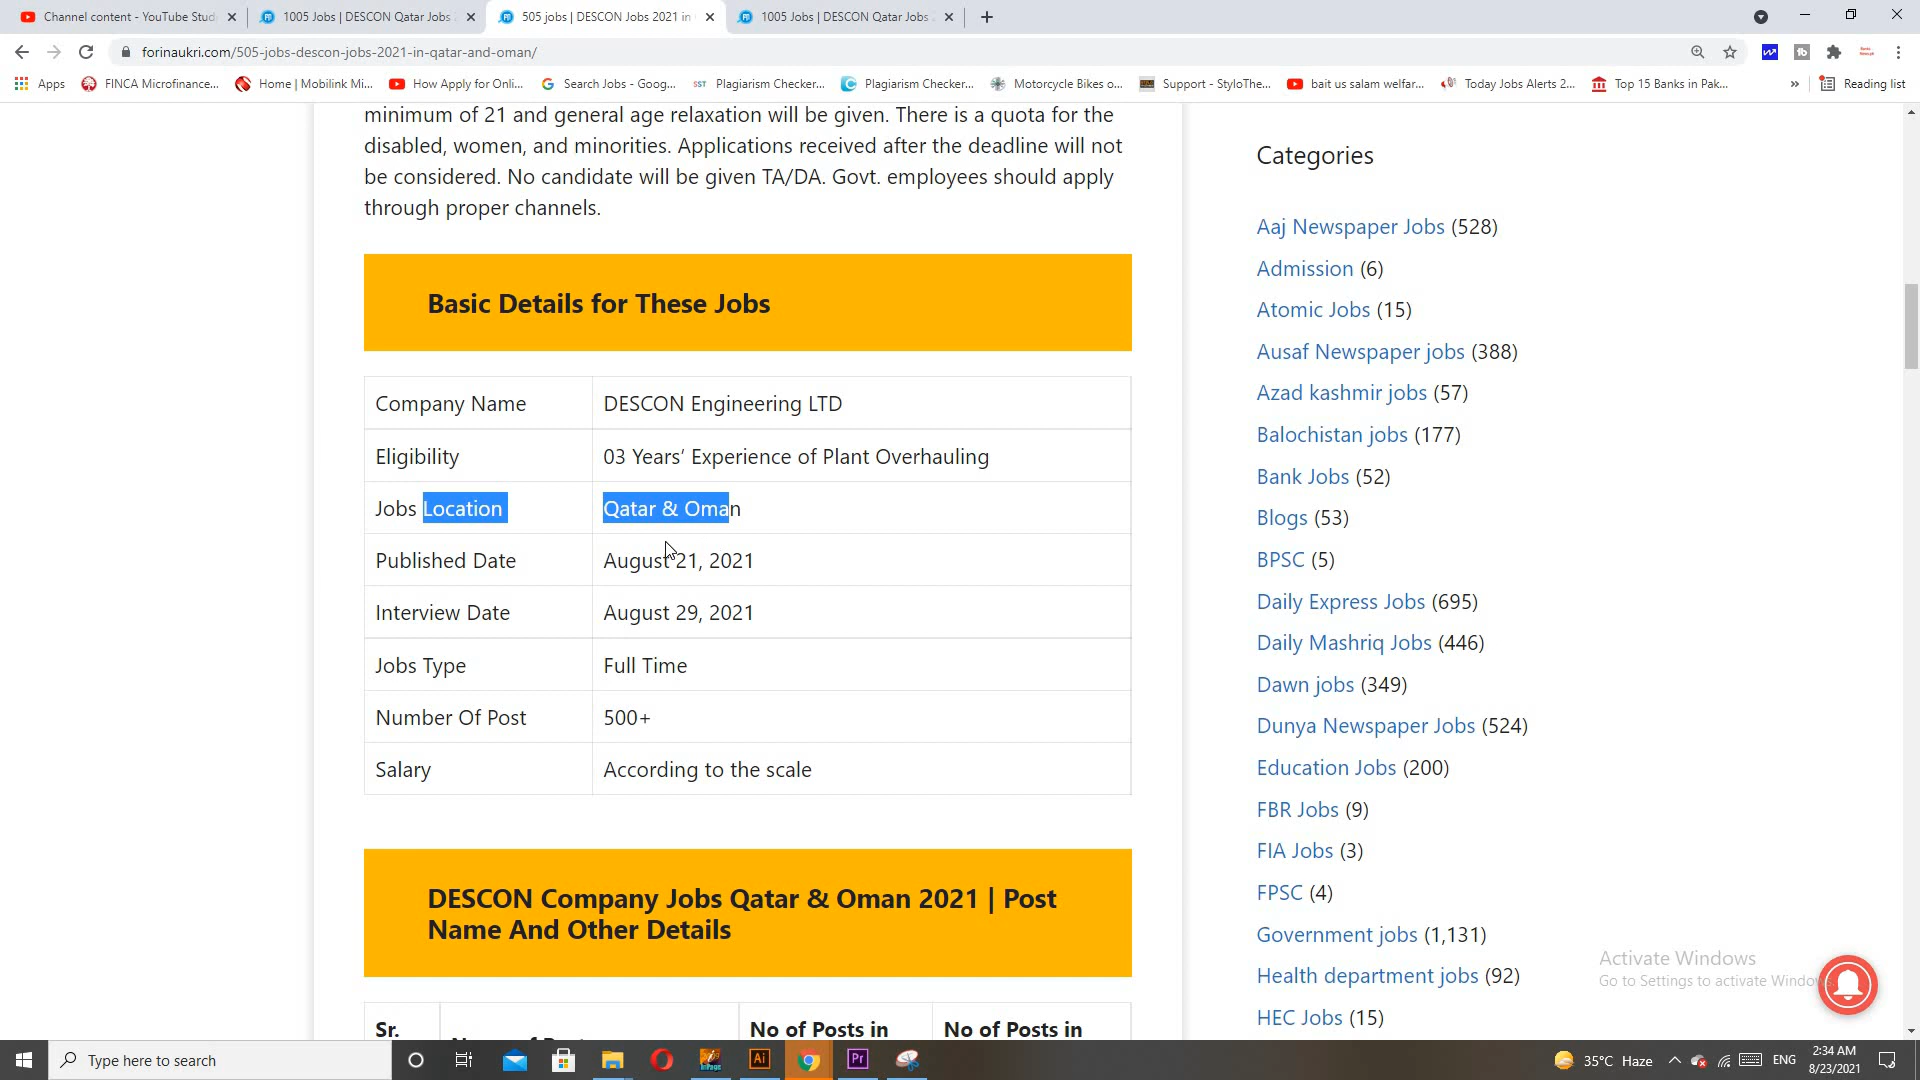 Channel content - YouTube Stud
1005 Jobs | DESCON Qatar Jobs
505 jobs | DESCON Jobs 2021 in
1005 Jobs | DESCON Qatar Jobs
forinaukri.com/505-jobs-descon-jobs-2021-in-qatar-and-oman/
Apps
FINCA Microfinance...
Home | Mobilink Mi...
How Apply for Onli...
Search Jobs - Goog...
SST Plagiarism Checker...
Plagiarism Checker...
Motorcycle Bikes o...
Support - StyloThe...
bait us salam welfar...
Today Jobs Alerts 2...
Top 15 Banks in Pak...
»
Reading list
minimum of 21 and general age relaxation will be given. There is a quota for the
disabled, women, and minorities. Applications received after the deadline will not
be considered. No candidate will be given TA/DA. Govt. employees should apply
through proper channels.
Basic Details for These Jobs
Company Name DESCON Engineering LTD
Eligibility 03 Years’ Experience of Plant Overhauling
Jobs Location Qatar & Oman
Published Date August 21, 2021
Interview Date August 29, 2021
Jobs Type Full Time
Number Of Post 500+
Salary According to the scale
DESCON Company Jobs Qatar & Oman 2021 | Post
Name And Other Details
Sr.
No of Posts in
No of Posts in
Categories
Aaj Newspaper Jobs (528)
Admission (6)
Atomic Jobs (15)
Ausaf Newspaper jobs (388)
Azad kashmir jobs (57)
Balochistan jobs (177)
Bank Jobs (52)
Blogs (53)
BPSC (5)
Daily Express Jobs (695)
Daily Mashriq Jobs (446)
Dawn jobs (349)
Dunya Newspaper Jobs (524)
Education Jobs (200)
FBR Jobs (9)
FIA Jobs (3)
FPSC (4)
Government jobs (1,131)
Health department jobs (92)
HEC Jobs (15)
Activate Windows
Go to Settings to activate Windows.
Type here to search
Ai
Pr
35°C Haze
ENG
2:34 AM
8/23/2021